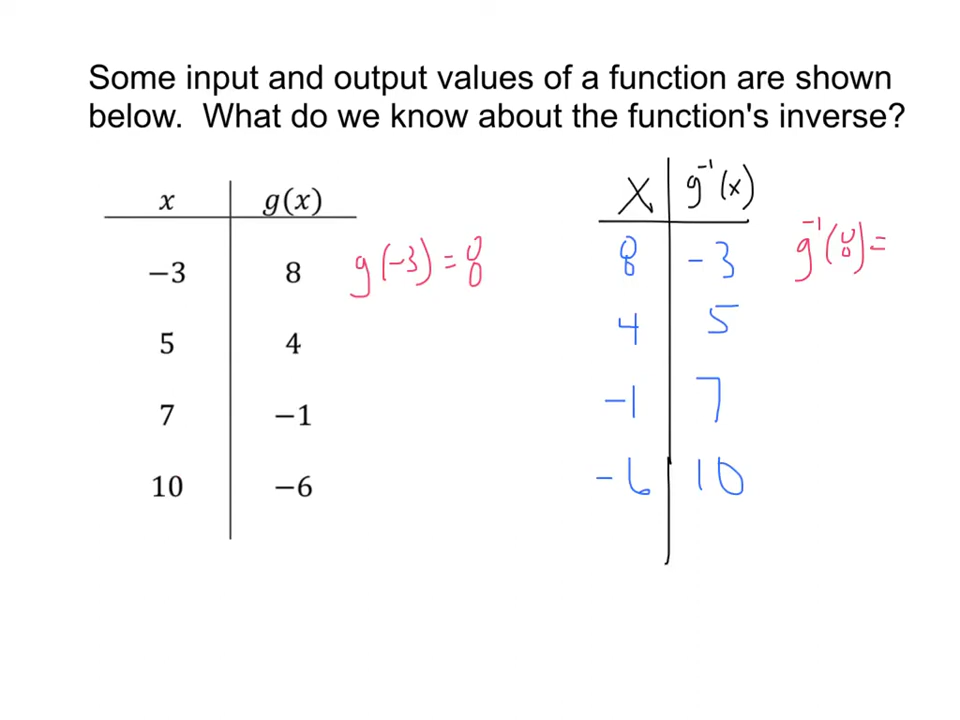 Some input and output values of a function are shown
below. What do we know about the function's inverse?
x g(x)
−3 8 g(-3) = 8
5 4
7 −1
10 −6
X g⁻¹(x)
8 -3 g⁻¹(8) =
4 5
-1 7
-6 10